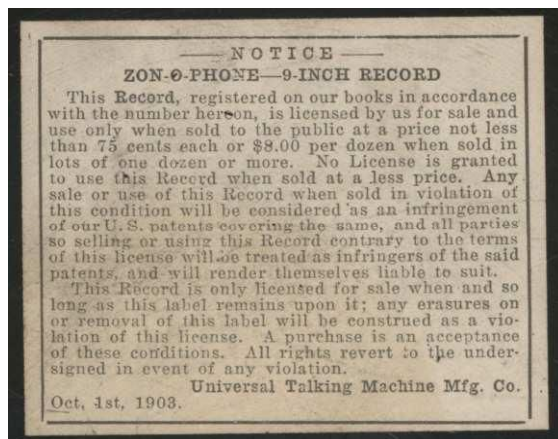 NOTICE
ZON-O-PHONE—9-INCH RECORD
This Record, registered on our books in accordance
with the number hereon, is licensed by us for sale and
use only when sold to the public at a price not less
than 75 cents each or $8.00 per dozen when sold in
lots of one dozen or more. No License is granted
to use this Record when sold at a less price. Any
sale or use of this Record when sold in violation of
this condition will be considered as an infringement
of our U. S. patents covering the same, and all parties
so selling or using this Record contrary to the terms
of this license will be treated as infringers of the said
patents, and will render themselves liable to suit.
This Record is only licensed for sale when and so
long as this label remains upon it; any erasures on
or removal of this label will be construed as a vio-
lation of this license. A purchase is an acceptance
of these conditions. All rights revert to the under-
signed in event of any violation.
Universal Talking Machine Mfg. Co.
Oct, 1st, 1903.